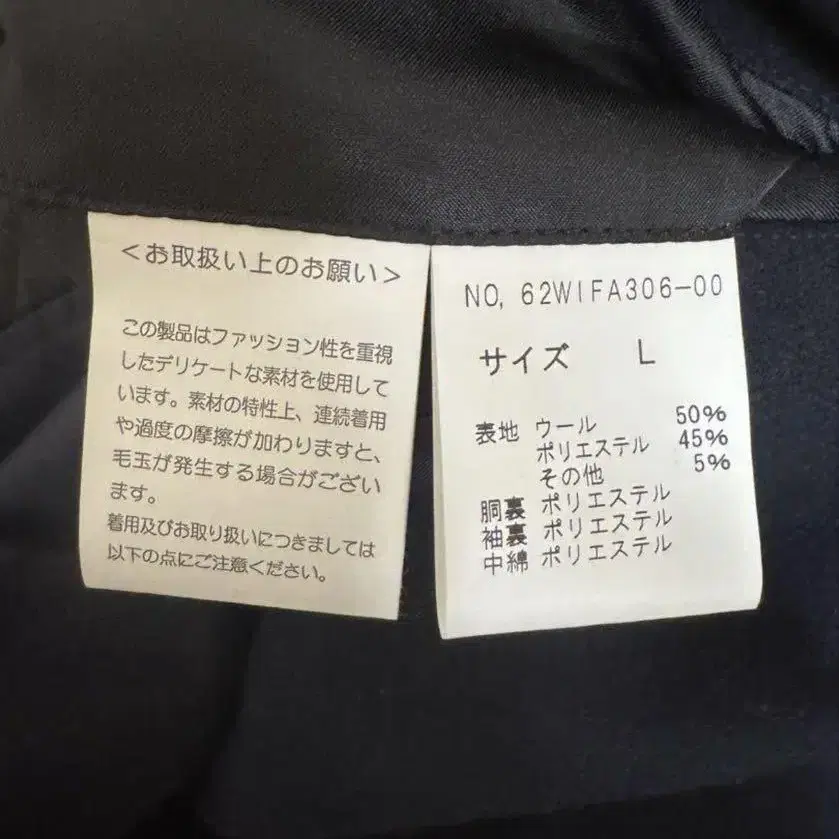 <お取扱い上のお願い>
この製品はファッション性を重視
したデリケートな素材を使用して
います。素材の特性上、連続着用
や過度の摩擦が加わりますと、
毛玉が発生する場合がござい
ます。
着用及びお取り扱いにつきましては
以下の点にご注意ください。
NO, 62WIFA306-00
サイズ L
表地 ウール 50%
ポリエステル 45%
その他 5%
胴裏 ポリエステル
袖裏 ポリエステル
中綿 ポリエステル